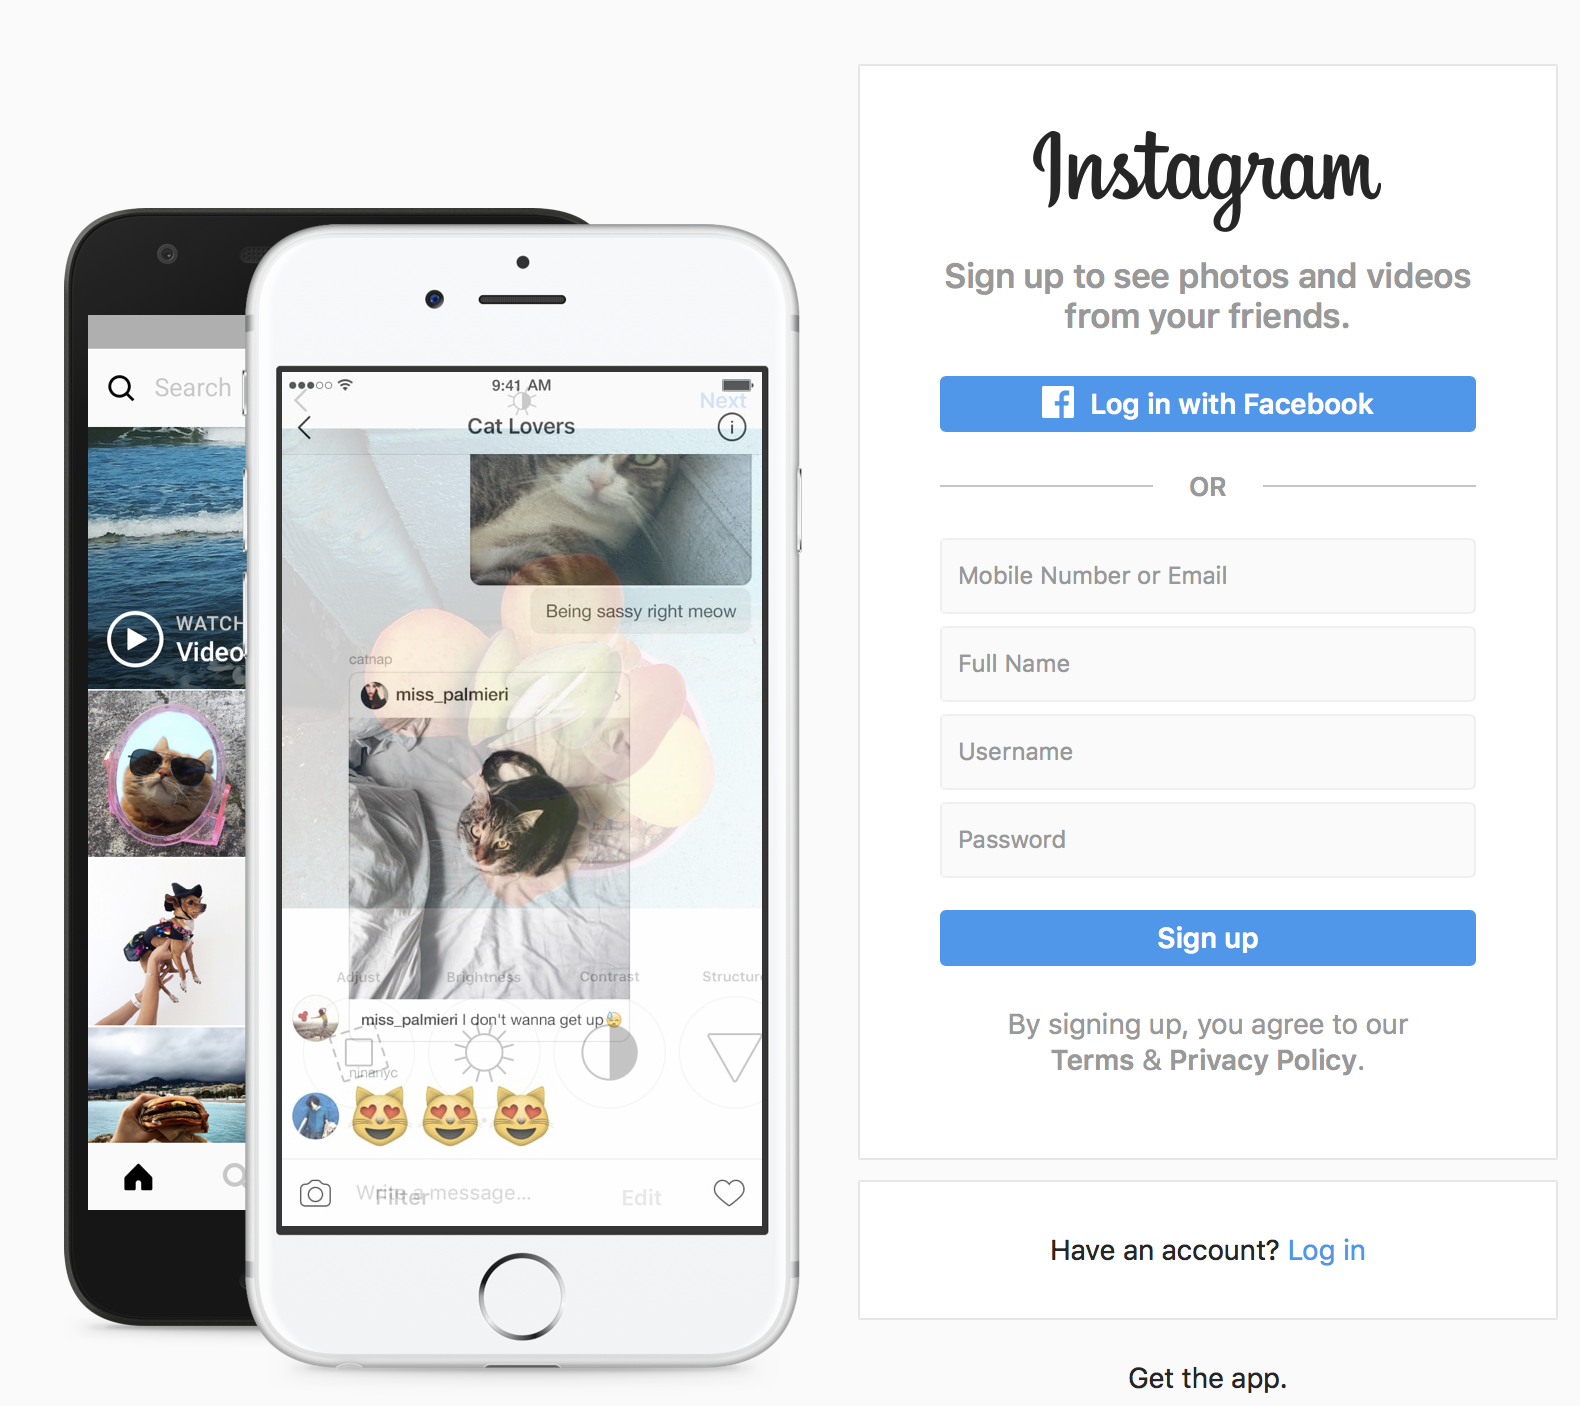 Search
WATCH
Video
9:41 AM
Next
Cat Lovers
Being sassy right meow
catnap
miss_palmieri
Adjust
Brightness
Contrast
Structure
miss_palmieri I don't wanna get up
ninanyc
Write a message...
Filter
Edit
Instagram
Sign up to see photos and videos
from your friends.
Log in with Facebook
OR
Mobile Number or Email
Full Name
Username
Password
Sign up
By signing up, you agree to our
Terms & Privacy Policy.
Have an account? Log in
Get the app.